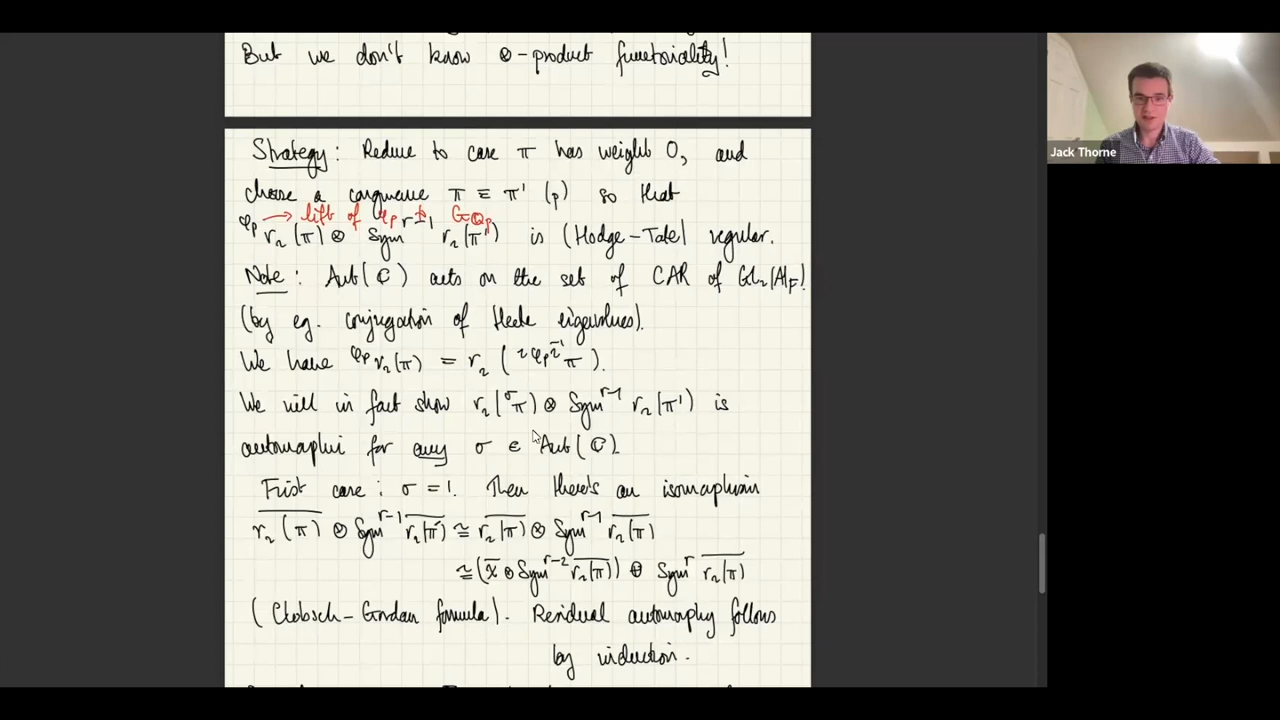 But we don't know ⊗-product functoriality!
Strategy: Reduce to case π has weight 0, and
choose a congruence π ≡ π' (p) so that
→ lift of φ_p to G_{Q_p}
^{φ_p} r_2(π) ⊗ Sym^{r-1} r_2(π') is (Hodge-Tate) regular.
Note: Aut(ℂ) acts on the set of CAR of GL_2(𝔸_F)!
(by eg. conjugation of Hecke eigenvalues).
We have ^{φ_p} r_2(π) = r_2(^{ι φ_p ι^{-1}} π).
We will in fact show r_2(^σπ) ⊗ Sym^{r-1} r_2(π') is
automorphic for any σ ∈ Aut(ℂ).
First case: σ = 1. Then there's an isomorphism
\overline{r_2(π)} ⊗ Sym^{r-1} \overline{r_2(π')} ≅ \overline{r_2(π)} ⊗ Sym^{r-1} \overline{r_2(π)}
≅ (\overline{χ} ⊗ Sym^{r-2} \overline{r_2(π)}) ⊕ Sym^r \overline{r_2(π)}
(Clebsch-Gordan formula). Residual automorphy follows
by induction.
Jack Thorne